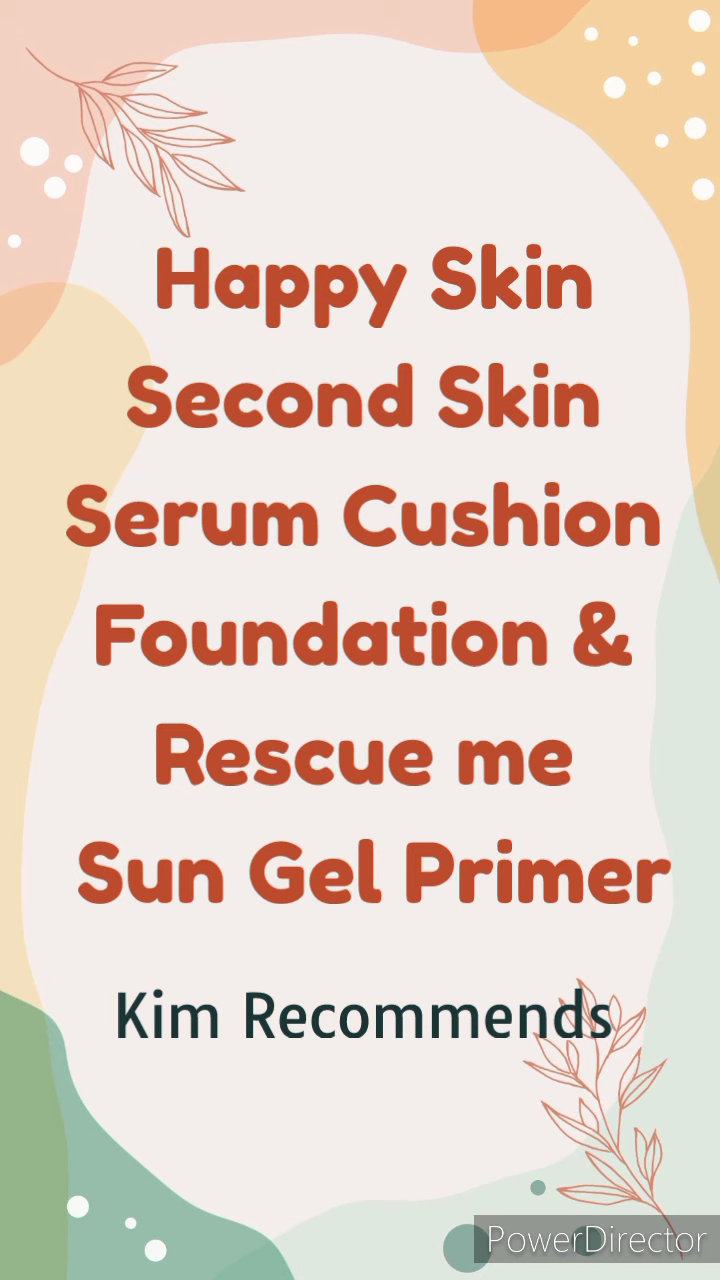 Happy Skin
Second Skin
Serum Cushion
Foundation &
Rescue me
Sun Gel Primer
Kim Recommends
PowerDirector